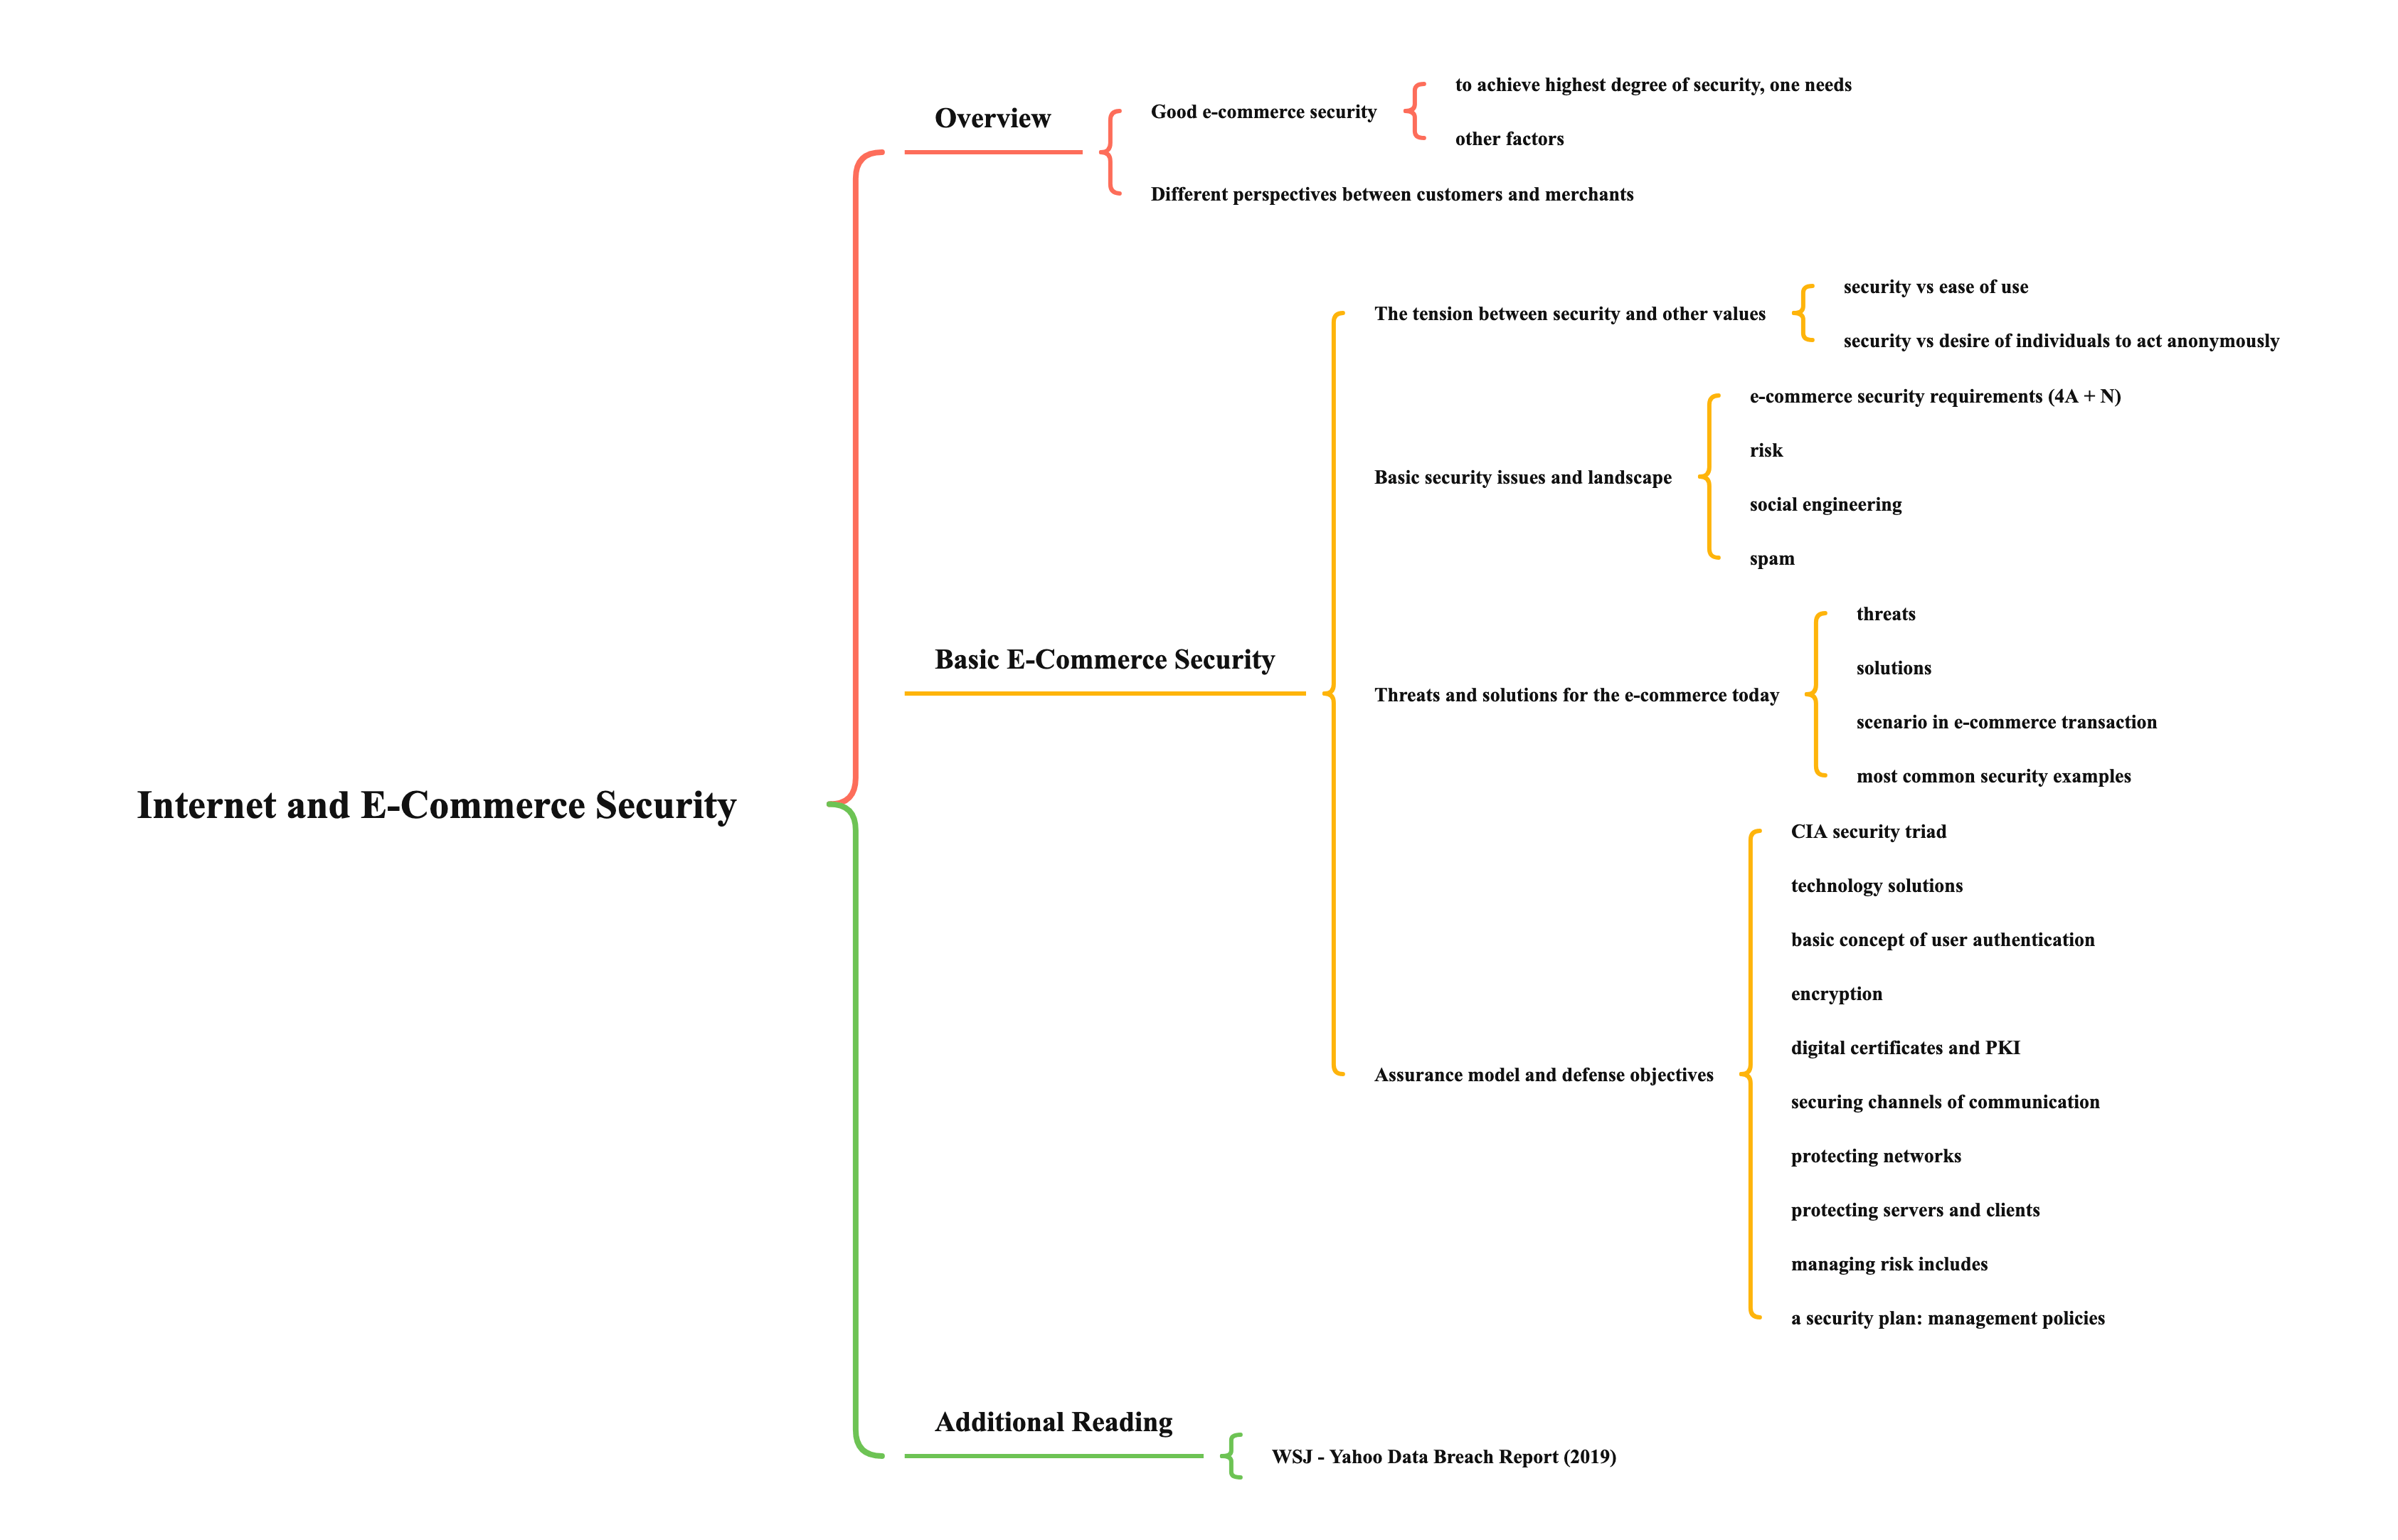 Internet and E-Commerce Security
Overview
Good e-commerce security
to achieve highest degree of security, one needs
other factors
Different perspectives between customers and merchants
Basic E-Commerce Security
The tension between security and other values
security vs ease of use
security vs desire of individuals to act anonymously
Basic security issues and landscape
e-commerce security requirements (4A + N)
risk
social engineering
spam
Threats and solutions for the e-commerce today
threats
solutions
scenario in e-commerce transaction
most common security examples
Assurance model and defense objectives
CIA security triad
technology solutions
basic concept of user authentication
encryption
digital certificates and PKI
securing channels of communication
protecting networks
protecting servers and clients
managing risk includes
a security plan: management policies
Additional Reading
WSJ - Yahoo Data Breach Report (2019)